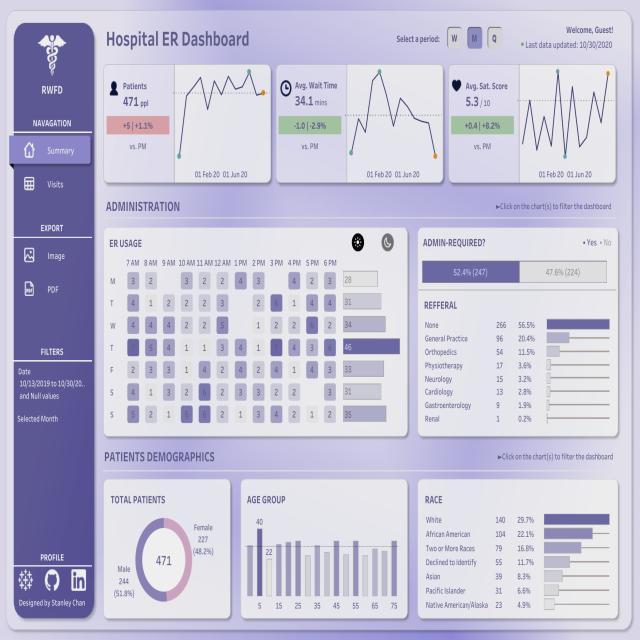 RWFD
NAVAGATION
Summary
Visits
EXPORT
Image
PDF
FILTERS
Date
10/13/2019 to 10/30/20..
and Null values
Selected Month
PROFILE
Designed by Stanley Chan
Hospital ER Dashboard
Select a period: W M Q
Welcome, Guest!
• Last data updated: 10/30/2020
Patients
471 ppl
+5 | +1.1%
vs. PM
01 Feb 20 01 Jun 20
Avg. Wait Time
34.1 mins
-1.0 | -2.9%
vs. PM
01 Feb 20 01 Jun 20
Avg. Sat. Score
5.3 / 10
+0.4 | +8.2%
vs. PM
01 Feb 20 01 Jun 20
ADMINISTRATION
▸Click on the chart(s) to filter the dashboard
ER USAGE
7 AM 8 AM 9 AM 10 AM 11 AM 12 AM 1 PM 2 PM 3 PM 4 PM 5 PM 6 PM
M 3 2 3 2 2 4 3 4 2 3 28
T 4 1 2 2 3 2 1 4 4 31
W 4 4 4 2 5 1 2 2 2 34
T 5 4 1 1 3 4 1 4 3 46
F 2 3 3 1 4 2 4 2 4 1 4 3 33
S 4 1 3 2 2 1 2 3 3 31
S 2 1 2 1 3 4 2 1 2 35
ADMIN-REQUIRED?
• Yes • No
52.4% (247) 47.6% (224)
REFFERAL
None 266 56.5%
General Practice 96 20.4%
Orthopedics 54 11.5%
Physiotherapy 17 3.6%
Neurology 15 3.2%
Cardiology 13 2.8%
Gastroenterology 9 1.9%
Renal 1 0.2%
PATIENTS DEMOGRAPHICS
▸Click on the chart(s) to filter the dashboard
TOTAL PATIENTS
Female
227
(48.2%)
471
Male
244
(51.8%)
AGE GROUP
40
22
5 15 25 35 45 55 65 75
RACE
White 140 29.7%
African American 104 22.1%
Two or More Races 79 16.8%
Declined to Identify 55 11.7%
Asian 39 8.3%
Pacific Islander 31 6.6%
Native American/Alaska 23 4.9%